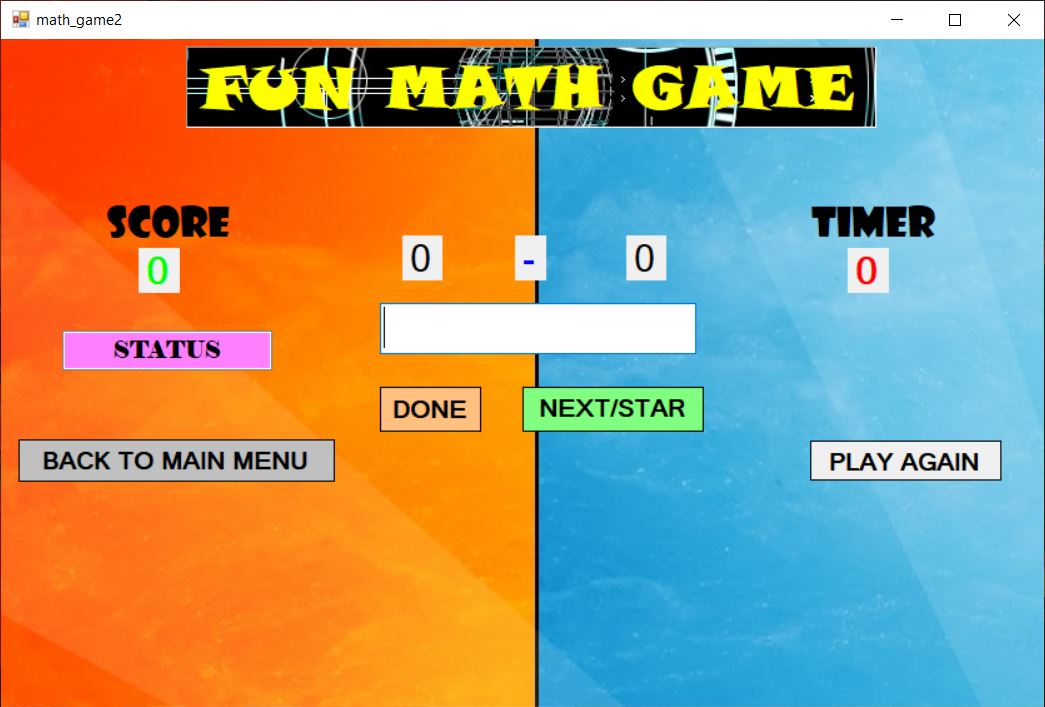 math_game2
FUN MATH GAME
SCORE
TIMER
0
0 - 0
0
STATUS
DONE
NEXT/STAR
BACK TO MAIN MENU
PLAY AGAIN